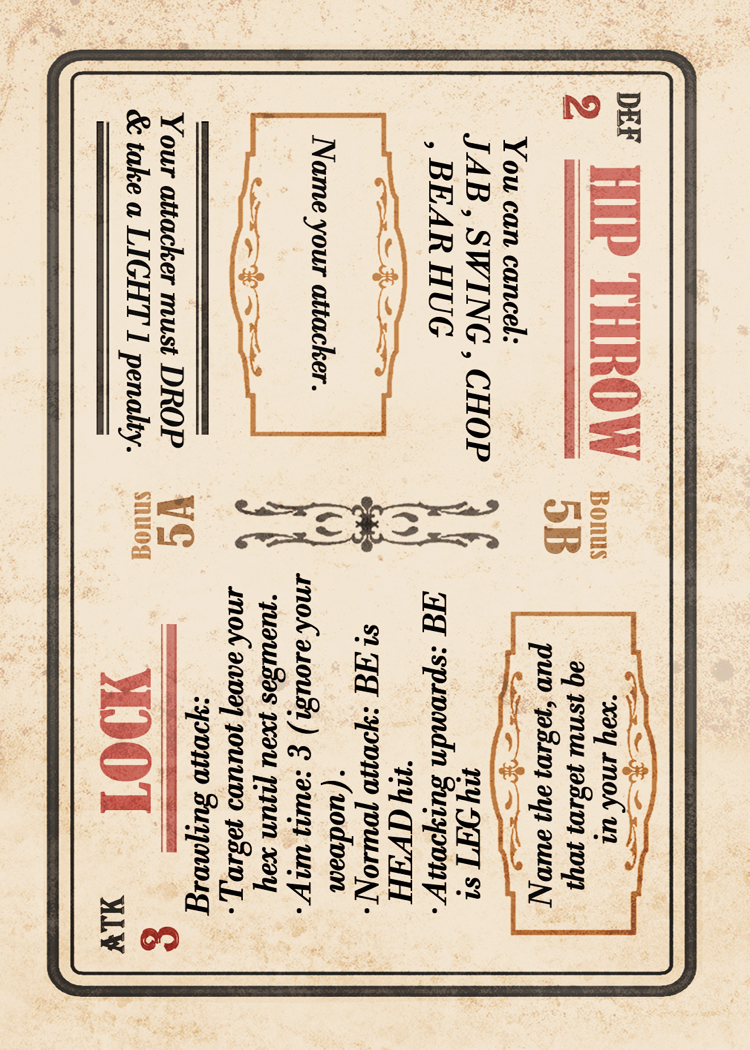 DEF
2
HIP THROW
You can cancel:
JAB, SWING, CHOP
, BEAR HUG
Name your attacker.
Your attacker must DROP
& take a LIGHT 1 penalty.
Bonus
5B
Bonus
5A
ATK
3
LOCK
Brawling attack:
·Target cannot leave your
hex until next segment.
·Aim time: 3 (ignore your
weapon).
·Normal attack: BE is
HEAD hit.
·Attacking upwards: BE
is LEG hit
Name the target, and
that target must be
in your hex.